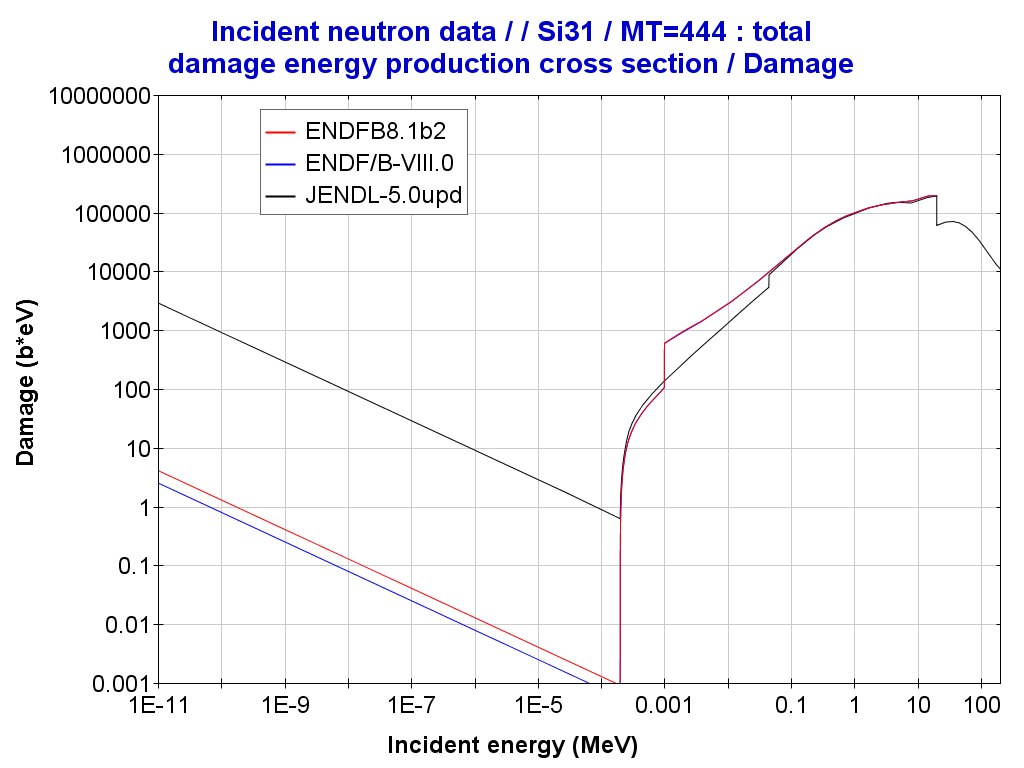 Incident neutron data / / Si31 / MT=444 : total
damage energy production cross section / Damage
10000000
1000000
100000
10000
1000
100
10
1
0.1
0.01
0.001
Damage (b*eV)
ENDFB8.1b2
ENDF/B-VIII.0
JENDL-5.0upd
1E-11 1E-9 1E-7 1E-5 0.001 0.1 1 10 100
Incident energy (MeV)